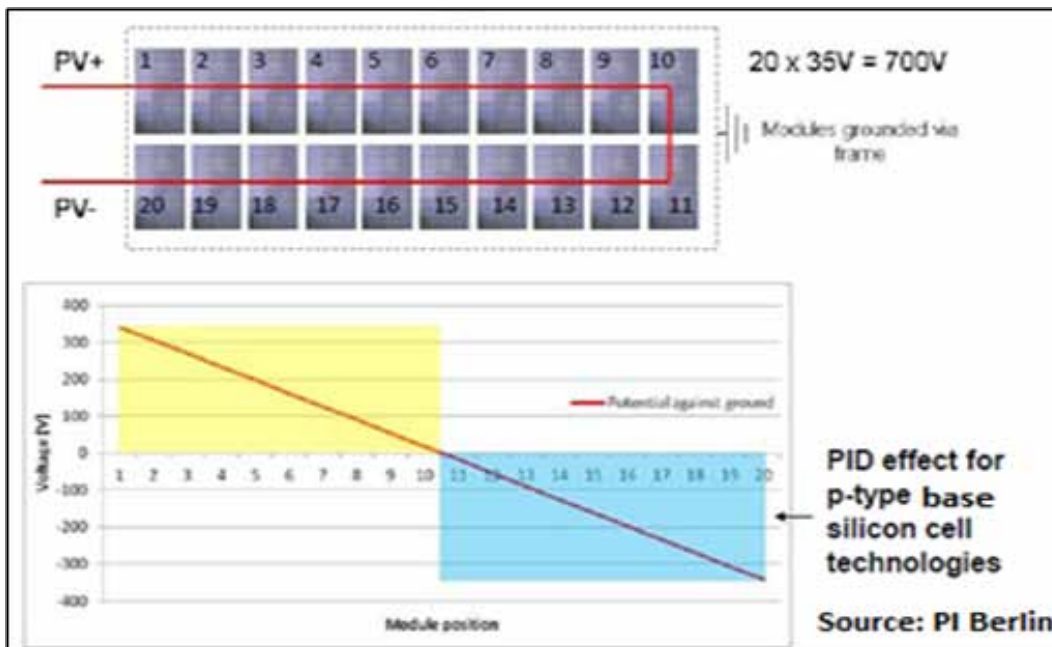 PV+
1 2 3 4 5 6 7 8 9 10
20 x 35V = 700V
Modules grounded via
frame
PV-
20 19 18 17 16 15 14 13 12 11
400
300
200
100
0
-100
-200
-300
-400
Voltage [V]
1 2 3 4 5 6 7 8 9 10 11 12 13 14 15 16 17 18 19 20
Potential against ground
Module position
PID effect for
p-type base
silicon cell
technologies
Source: PI Berlin